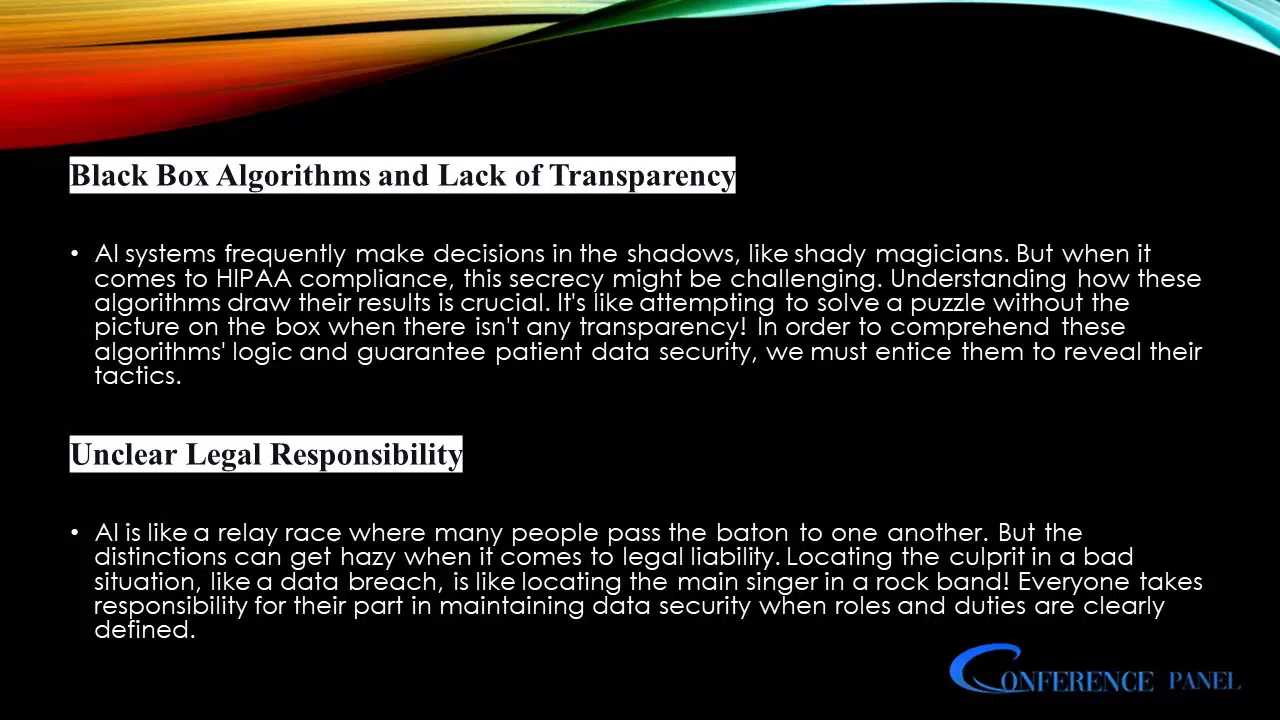 Black Box Algorithms and Lack of Transparency
• AI systems frequently make decisions in the shadows, like shady magicians. But when it
comes to HIPAA compliance, this secrecy might be challenging. Understanding how these
algorithms draw their results is crucial. It's like attempting to solve a puzzle without the
picture on the box when there isn't any transparency! In order to comprehend these
algorithms' logic and guarantee patient data security, we must entice them to reveal their
tactics.
Unclear Legal Responsibility
• AI is like a relay race where many people pass the baton to one another. But the
distinctions can get hazy when it comes to legal liability. Locating the culprit in a bad
situation, like a data breach, is like locating the main singer in a rock band! Everyone takes
responsibility for their part in maintaining data security when roles and duties are clearly
defined.
CONFERENCE PANEL